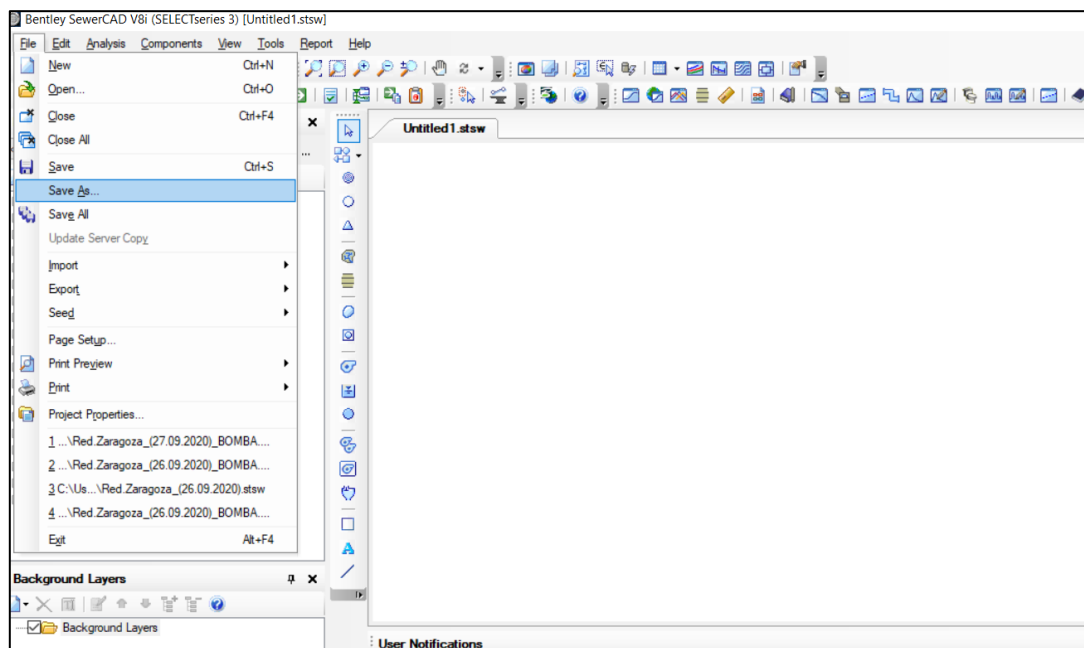 Bentley SewerCAD V8i (SELECTseries 3) [Untitled1.stsw]
File Edit Analysis Components View Tools Report Help
New Ctrl+N
Open... Ctrl+O
Close Ctrl+F4
Close All
Save Ctrl+S
Save As...
Save All
Update Server Copy
Import
Export
Seed
Page Setup...
Print Preview
Print
Project Properties...
1 ...\Red.Zaragoza_(27.09.2020)_BOMBA....
2 ...\Red.Zaragoza_(26.09.2020)_BOMBA....
3 C:\Us...\Red.Zaragoza_(26.09.2020).stsw
4 ...\Red.Zaragoza_(26.09.2020)_BOMBA....
Exit Alt+F4
Untitled1.stsw
Background Layers
Background Layers
User Notifications